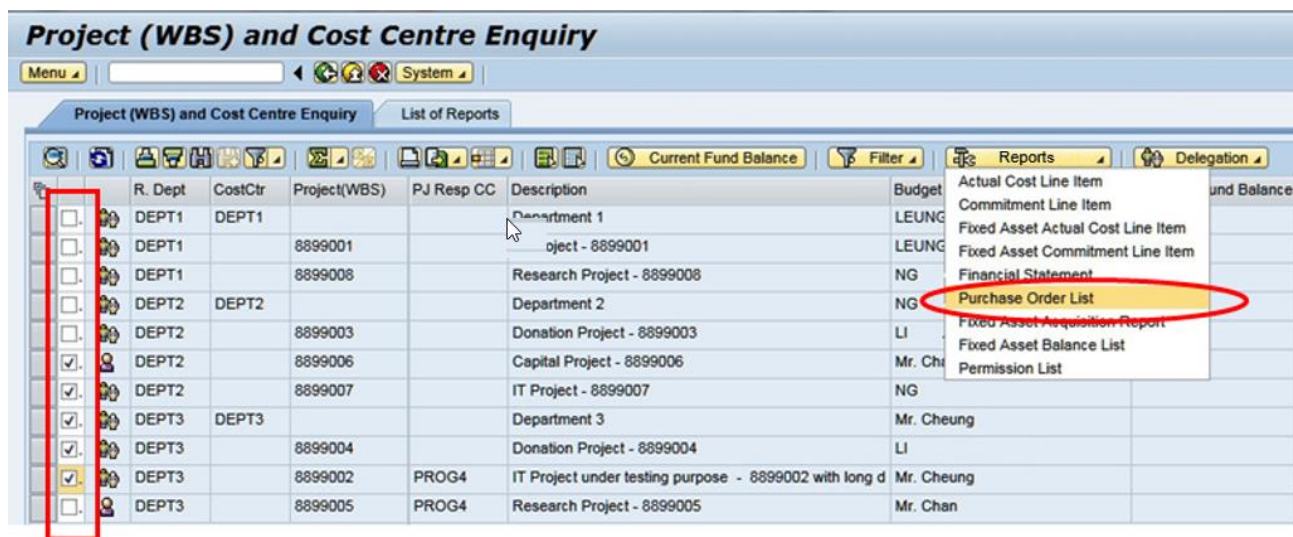 Project (WBS) and Cost Centre Enquiry
Menu System
Project (WBS) and Cost Centre Enquiry List of Reports
Current Fund Balance Filter Reports Delegation
R. Dept CostCtr Project(WBS) PJ Resp CC Description Budget und Balance
DEPT1 DEPT1 Department 1 LEUNG
DEPT1 8899001 oject - 8899001 LEUNG
DEPT1 8899008 Research Project - 8899008 NG
DEPT2 DEPT2 Department 2 NG
DEPT2 8899003 Donation Project - 8899003 LI
DEPT2 8899006 Capital Project - 8899006 Mr. Cha
DEPT2 8899007 IT Project - 8899007 NG
DEPT3 DEPT3 Department 3 Mr. Cheung
DEPT3 8899004 Donation Project - 8899004 LI
DEPT3 8899002 PROG4 IT Project under testing purpose - 8899002 with long d Mr. Cheung
DEPT3 8899005 PROG4 Research Project - 8899005 Mr. Chan
Actual Cost Line Item
Commitment Line Item
Fixed Asset Actual Cost Line Item
Fixed Asset Commitment Line Item
Financial Statement
Purchase Order List
Fixed Asset Acquisition Report
Fixed Asset Balance List
Permission List